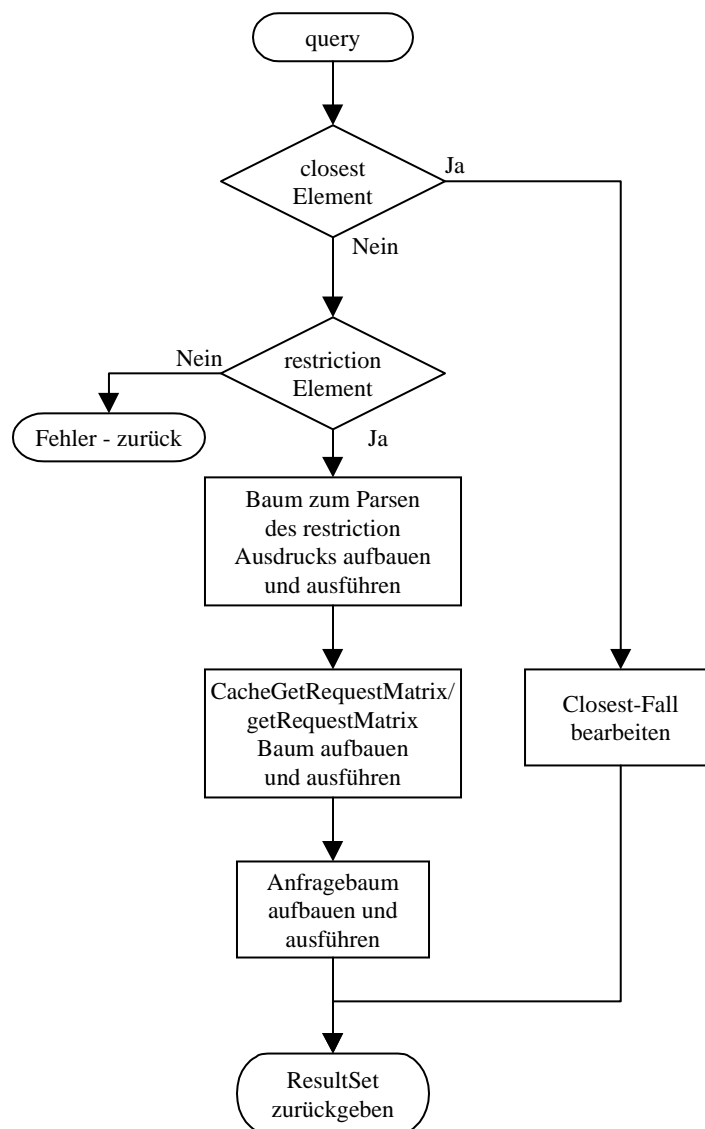 query
closest
Element
Ja
Nein
restriction
Element
Nein
Fehler - zurück
Ja
Baum zum Parsen
des restriction
Ausdrucks aufbauen
und ausführen
CacheGetRequestMatrix/
getRequestMatrix
Baum aufbauen
und ausführen
Closest-Fall
bearbeiten
Anfragebaum
aufbauen und
ausführen
ResultSet
zurückgeben